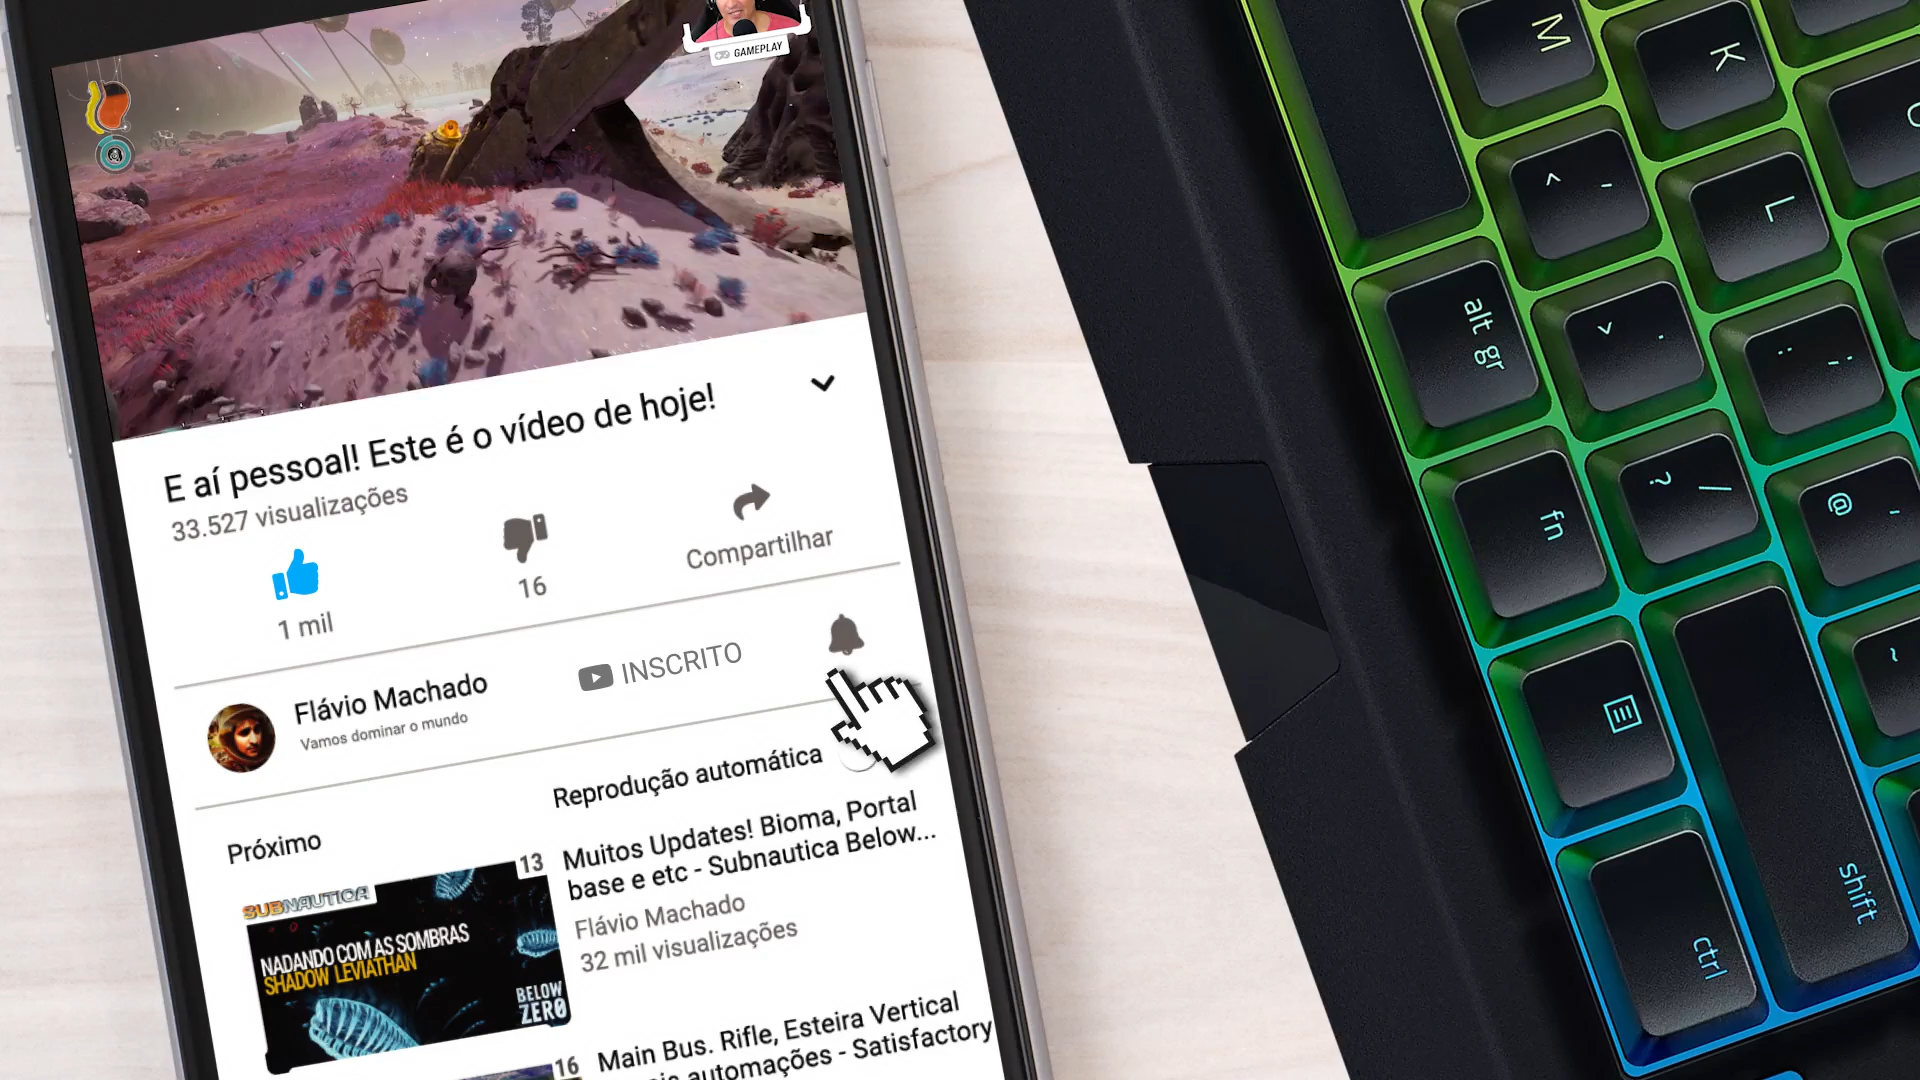 GAMEPLAY
E aí pessoal! Este é o vídeo de hoje!
33.527 visualizações
1 mil
16
Compartilhar
Flávio Machado
Vamos dominar o mundo
INSCRITO
Reprodução automática
Próximo
13
SUBNAUTICA
NADANDO COM AS SOMBRAS
SHADOW LEVIATHAN
BELOW
ZERO
Muitos Updates! Bioma, Portal
base e etc - Subnautica Below...
Flávio Machado
32 mil visualizações
16
Main Bus. Rifle, Esteira Vertical
automações - Satisfactory
M
K
^ ,
L
alt gr
v .
: ;
fn
? /
@ '
~
shift
ctrl